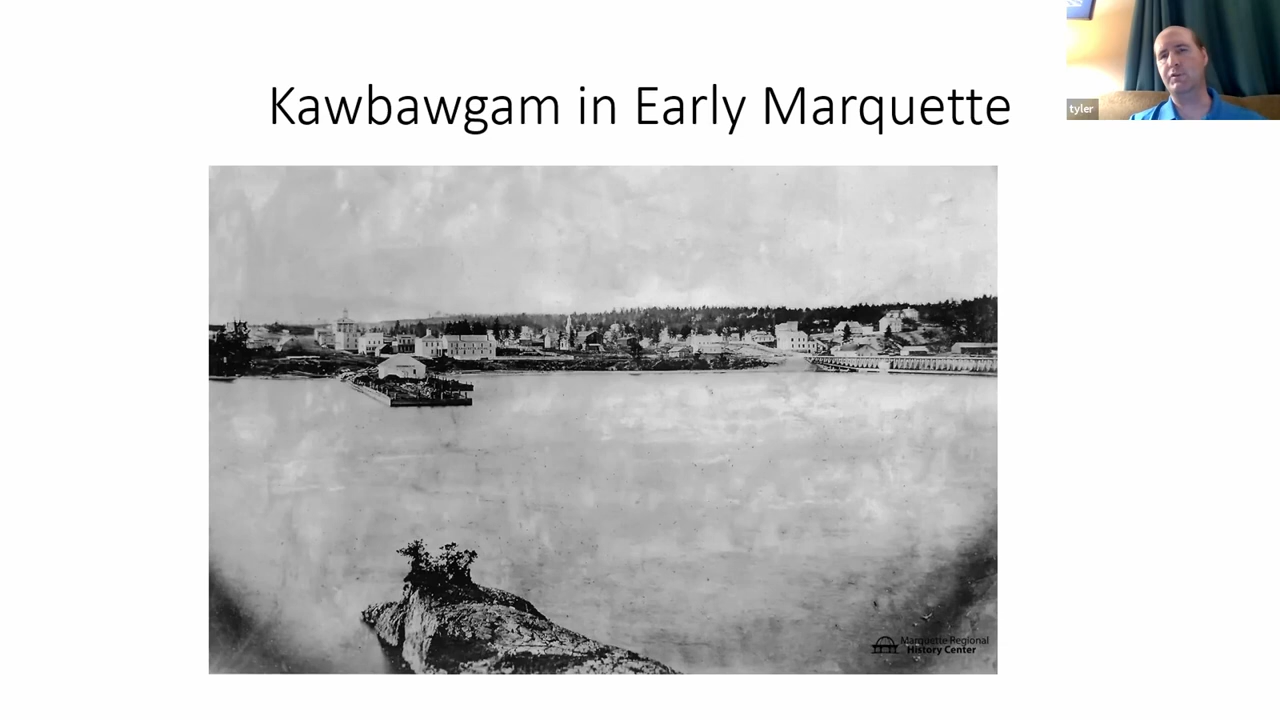 Kawbawgam in Early Marquette
tyler
Marquette Regional
History Center